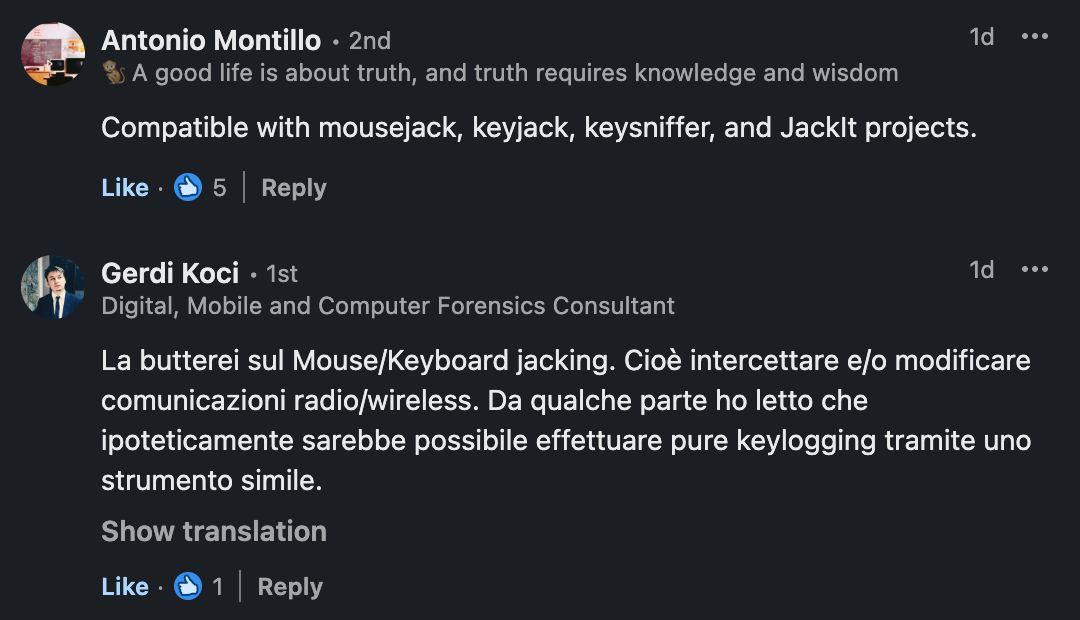 Antonio Montillo • 2nd
1d •••
🐒 A good life is about truth, and truth requires knowledge and wisdom
Compatible with mousejack, keyjack, keysniffer, and JackIt projects.
Like · 5 | Reply
Gerdi Koci • 1st
1d •••
Digital, Mobile and Computer Forensics Consultant
La butterei sul Mouse/Keyboard jacking. Cioè intercettare e/o modificare
comunicazioni radio/wireless. Da qualche parte ho letto che
ipoteticamente sarebbe possibile effettuare pure keylogging tramite uno
strumento simile.
Show translation
Like · 1 | Reply